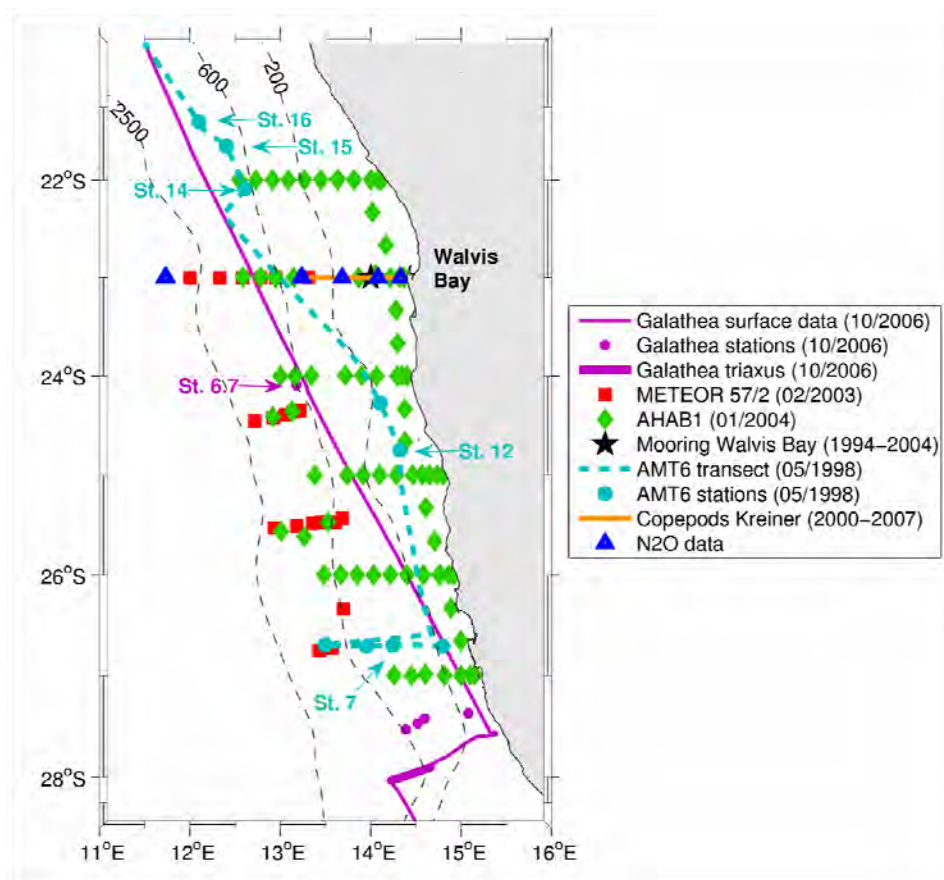 600
200
2500
St. 16
St. 15
22°S
St. 14
Walvis
Bay
24°S
St. 6,7
St. 12
26°S
St. 7
28°S
11°E 12°E 13°E 14°E 15°E 16°E
Galathea surface data (10/2006)
Galathea stations (10/2006)
Galathea triaxus (10/2006)
METEOR 57/2 (02/2003)
AHAB1 (01/2004)
Mooring Walvis Bay (1994−2004)
AMT6 transect (05/1998)
AMT6 stations (05/1998)
Copepods Kreiner (2000−2007)
N2O data